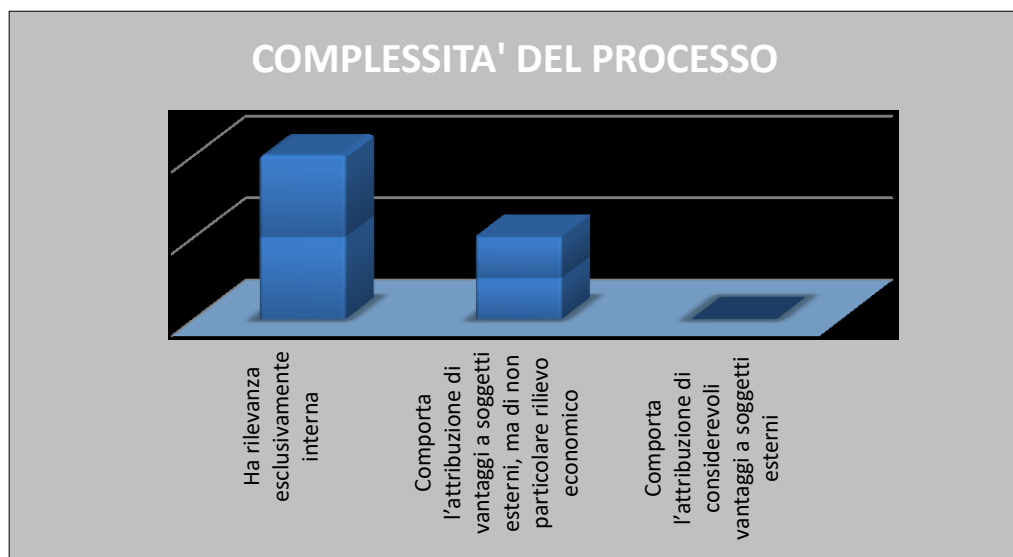 COMPLESSITA' DEL PROCESSO
Ha rilevanza
esclusivamente
interna
Comporta
l'attribuzione di
vantaggi a soggetti
esterni, ma di non
particolare rilievo
economico
Comporta
l'attribuzione di
considerevoli
vantaggi a soggetti
esterni